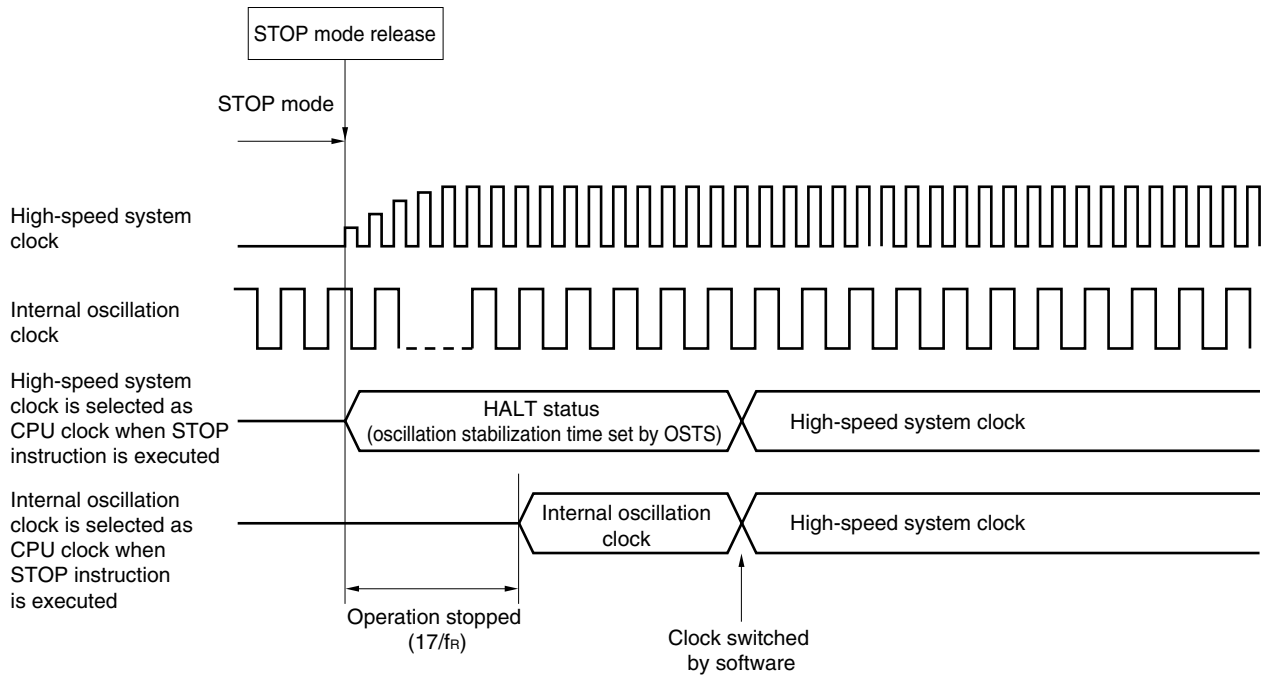 STOP mode release
STOP mode
High-speed system
clock
Internal oscillation
clock
High-speed system
clock is selected as
CPU clock when STOP
instruction is executed
HALT status
(oscillation stabilization time set by OSTS)
High-speed system clock
Internal oscillation
clock is selected as
CPU clock when
STOP instruction
is executed
Internal oscillation
clock
High-speed system clock
Operation stopped
(17/fR)
Clock switched
by software